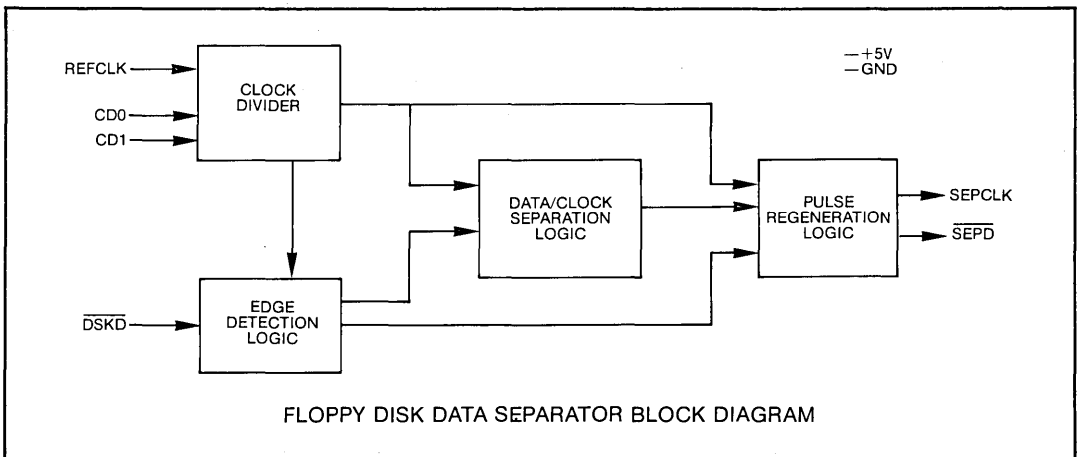 REFCLK
CD0
CD1
CLOCK
DIVIDER
—+5V
—GND
DATA/CLOCK
SEPARATION
LOGIC
PULSE
REGENERATION
LOGIC
SEPCLK
SEPD
DSKD
EDGE
DETECTION
LOGIC
FLOPPY DISK DATA SEPARATOR BLOCK DIAGRAM